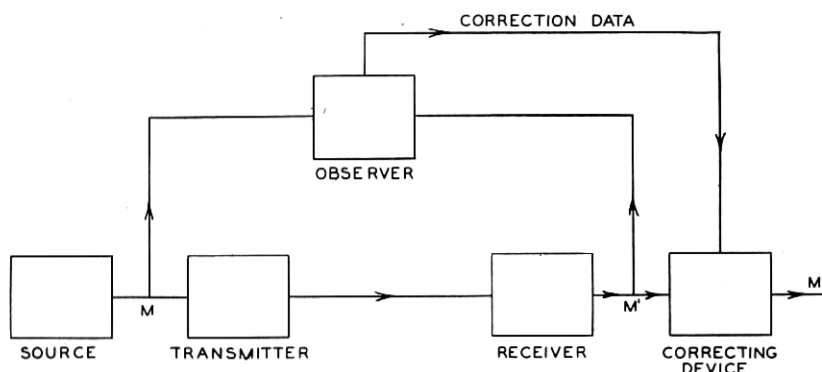 CORRECTION DATA
OBSERVER
M
M'
M
SOURCE
TRANSMITTER
RECEIVER
CORRECTING
DEVICE